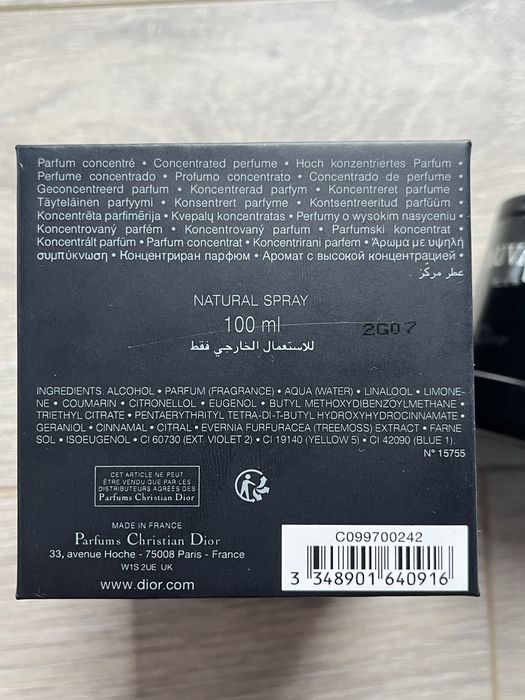 Parfum concentré • Concentrated perfume • Hoch konzentriertes Parfum •
Perfume concentrado • Profumo concentrato • Concentrado de perfume •
Geconcentreerd parfum • Koncentrerad parfym • Koncentreret parfume •
Täyteläinen parfyymi • Konsentrert parfyme • Kontsentreeritud parfüüm •
Koncentrēta parfimērija • Kvepalų koncentratas • Perfumy o wysokim nasyceniu •
Koncentrovaný parfém • Koncentrovaný parfum • Parfumski koncentrat •
Koncentrált parfüm • Parfum concentrat • Koncentrirani parfem • Άρωμα με υψηλή
συμπύκνωση • Концентриран парфюм • Аромат с высокой концентрацией •
عطر مركّز •
NATURAL SPRAY
100 ml
2G07
للاستعمال الخارجي فقط
INGREDIENTS: ALCOHOL • PARFUM (FRAGRANCE) • AQUA (WATER) • LINALOOL • LIMONE-
NE • COUMARIN • CITRONELLOL • EUGENOL • BUTYL METHOXYDIBENZOYLMETHANE •
TRIETHYL CITRATE • PENTAERYTHRITYL TETRA-DI-T-BUTYL HYDROXYHYDROCINNAMATE •
GERANIOL • CINNAMAL • CITRAL • EVERNIA FURFURACEA (TREEMOSS) EXTRACT • FARNE
SOL • ISOEUGENOL • CI 60730 (EXT. VIOLET 2) • CI 19140 (YELLOW 5) • CI 42090 (BLUE 1).
N° 15755
CET ARTICLE NE PEUT
ÊTRE VENDU QUE PAR LES
DISTRIBUTEURS AGRÉÉS DES
Parfums Christian Dior
MADE IN FRANCE
Parfums Christian Dior
33, avenue Hoche - 75008 Paris - France
W1S 2UE UK
www.dior.com
C099700242
3 348901 640916